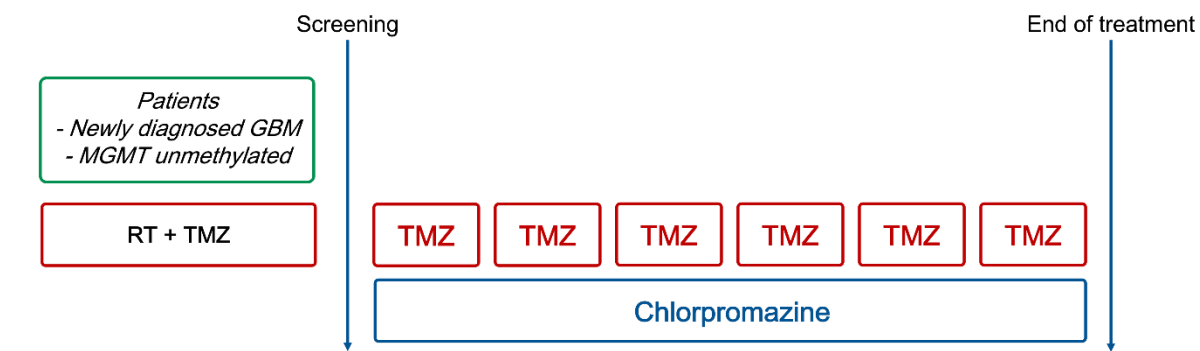 Screening
End of treatment
Patients
- Newly diagnosed GBM
- MGMT unmethylated
RT + TMZ
TMZ
TMZ
TMZ
TMZ
TMZ
TMZ
Chlorpromazine